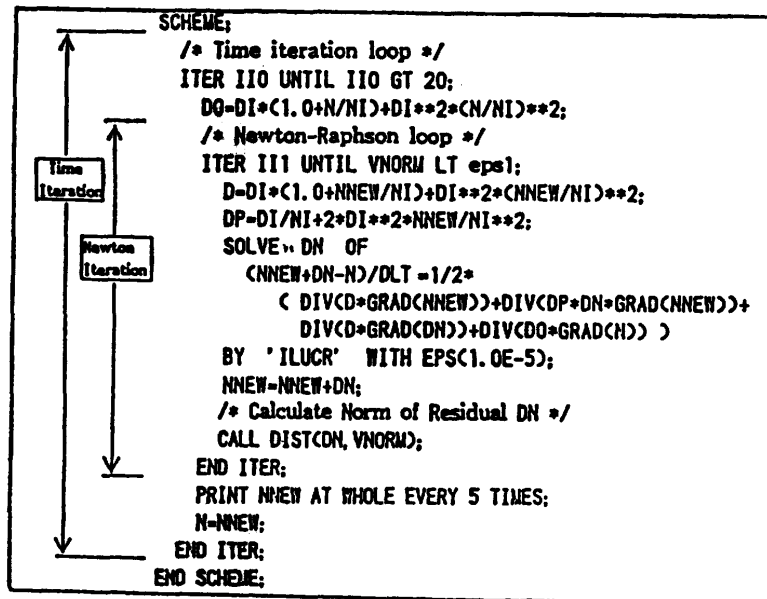 SCHEME;
/* Time iteration loop */
ITER II0 UNTIL II0 GT 20;
D0=DI*(1.0+N/NI)+DI**2*(N/NI)**2;
/* Newton-Raphson loop */
ITER II1 UNTIL VNORM LT eps1;
D=DI*(1.0+NNEW/NI)+DI**2*(NNEW/NI)**2;
DP=DI/NI+2*DI**2*NNEW/NI**2;
SOLVE DN OF
(NNEW+DN-N)/DLT =1/2*
( DIV(D*GRAD(NNEW))+DIV(DP*DN*GRAD(NNEW))+
DIV(D*GRAD(DN))+DIV(D0*GRAD(N)) )
BY 'ILUCR' WITH EPS(1.0E-5);
NNEW=NNEW+DN;
/* Calculate Norm of Residual DN */
CALL DIST(DN,VNORM);
END ITER;
PRINT NNEW AT WHOLE EVERY 5 TIMES;
N=NNEW;
END ITER;
END SCHEME;
Time
Iteration
Newton
Iteration